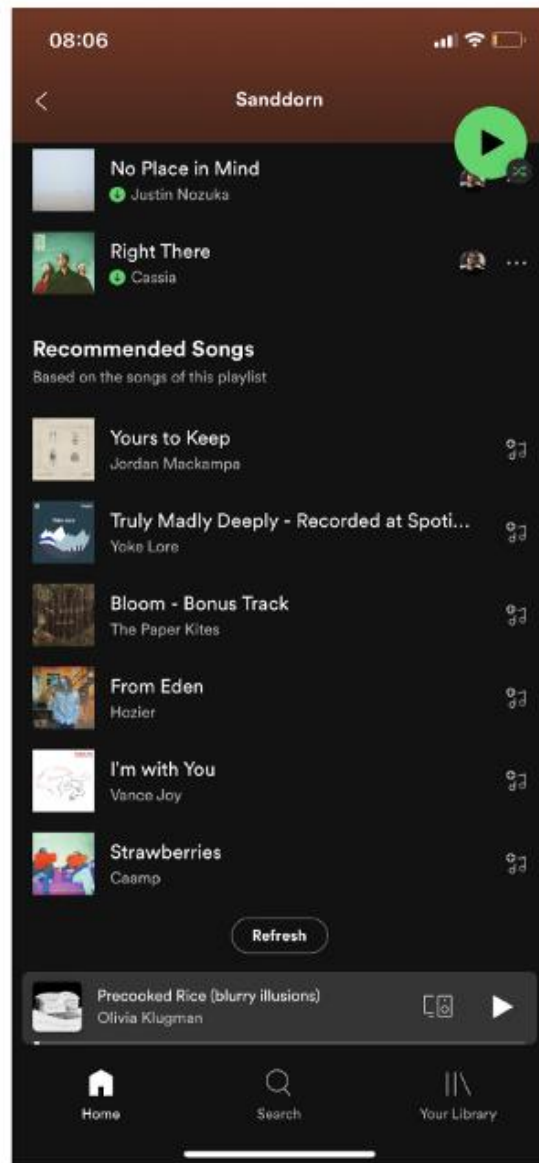 08:06
Sanddorn
No Place in Mind
Justin Nozuka
Right There
Cassia
Recommended Songs
Based on the songs of this playlist
Yours to Keep
Jordan Mackampa
Truly Madly Deeply - Recorded at Spoti...
Yoke Lore
Bloom - Bonus Track
The Paper Kites
From Eden
Hozier
I'm with You
Vance Joy
Strawberries
Caamp
Refresh
Precooked Rice (blurry illusions)
Olivia Klugman
Home Search Your Library